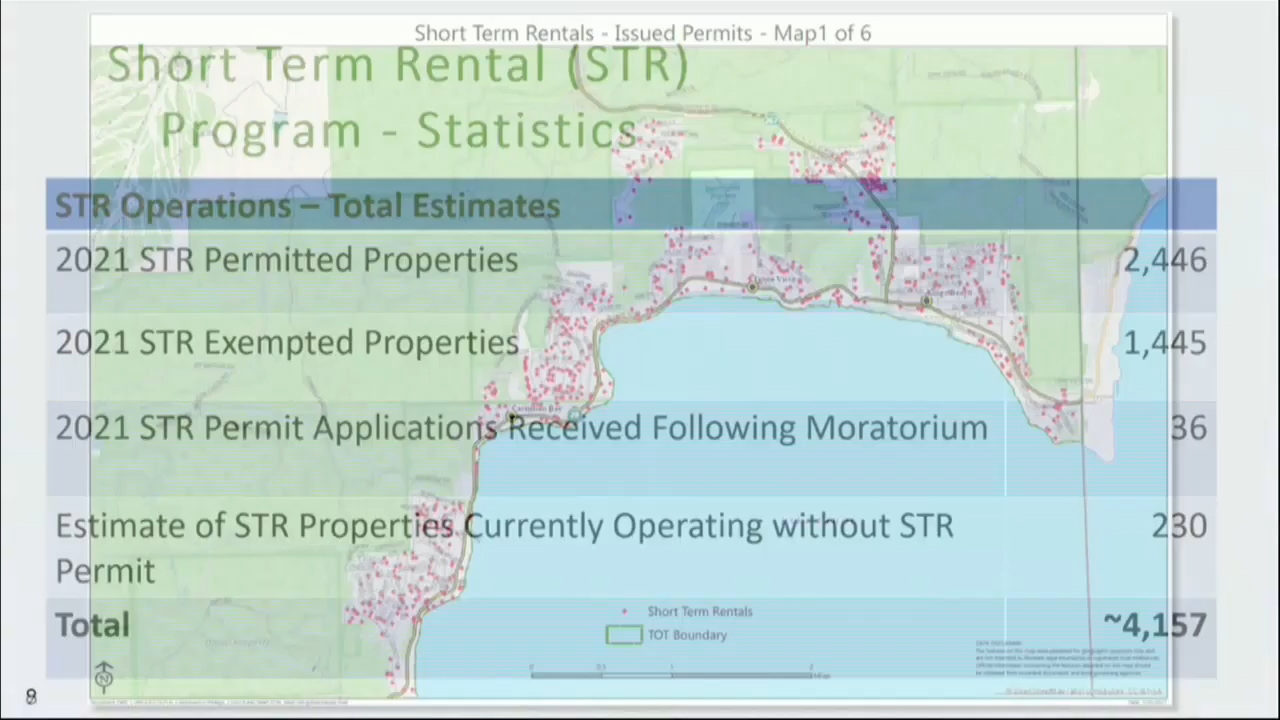 Short Term Rentals - Issued Permits - Map1 of 6
Short Term Rental (STR)
Program - Statistics
STR Operations – Total Estimates
2021 STR Permitted Properties 2,446
2021 STR Exempted Properties 1,445
2021 STR Permit Applications Received Following Moratorium 36
Estimate of STR Properties Currently Operating without STR 230
Permit
Short Term Rentals
Total ~4,157
TOT Boundary
Carnelian Bay
N